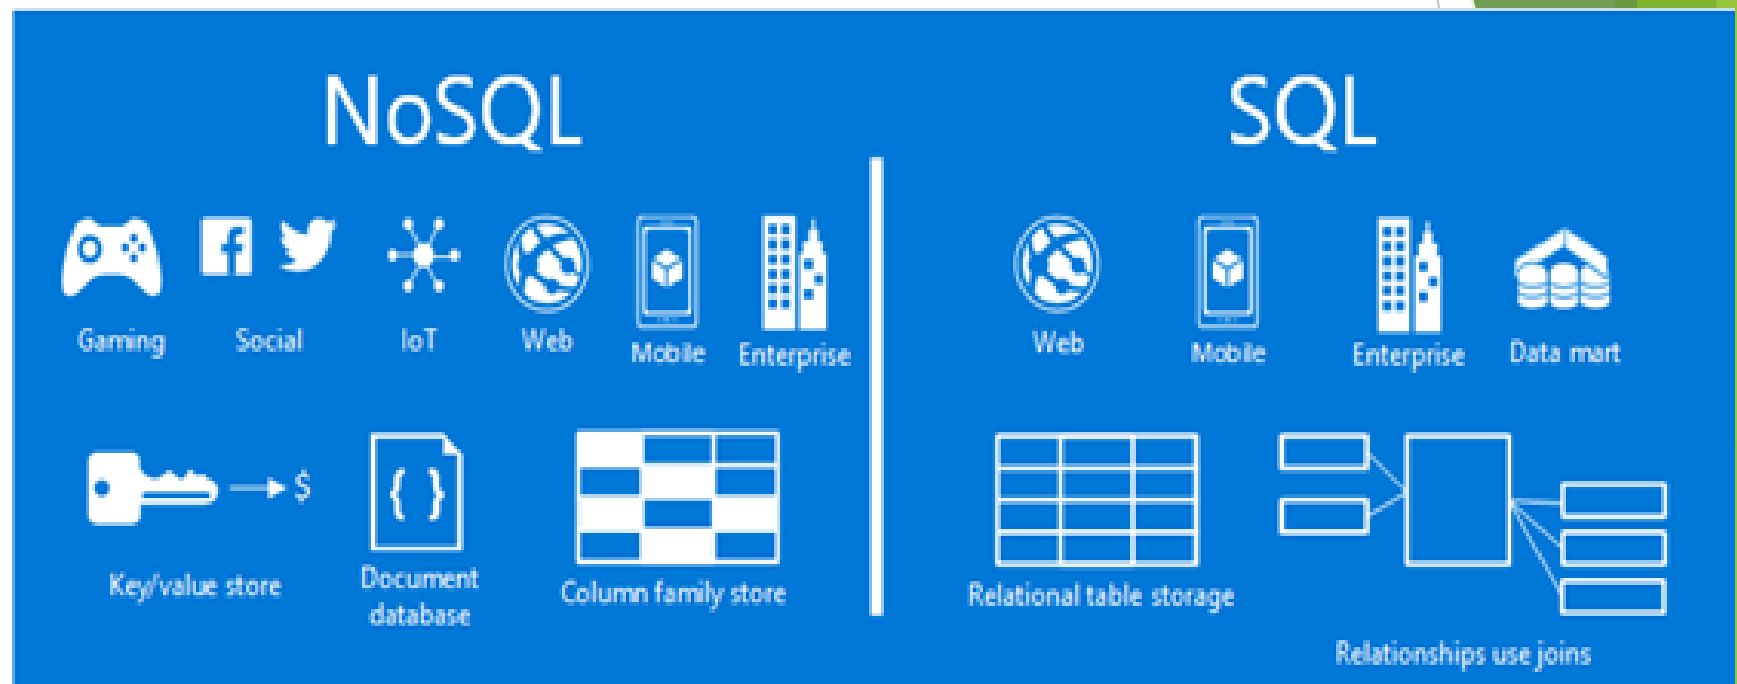 NoSQL
SQL
Gaming
Social
IoT
Web
Mobile
Enterprise
Web
Mobile
Enterprise
Data mart
$
{ }
Key/value store
Document
database
Column family store
Relational table storage
Relationships use joins